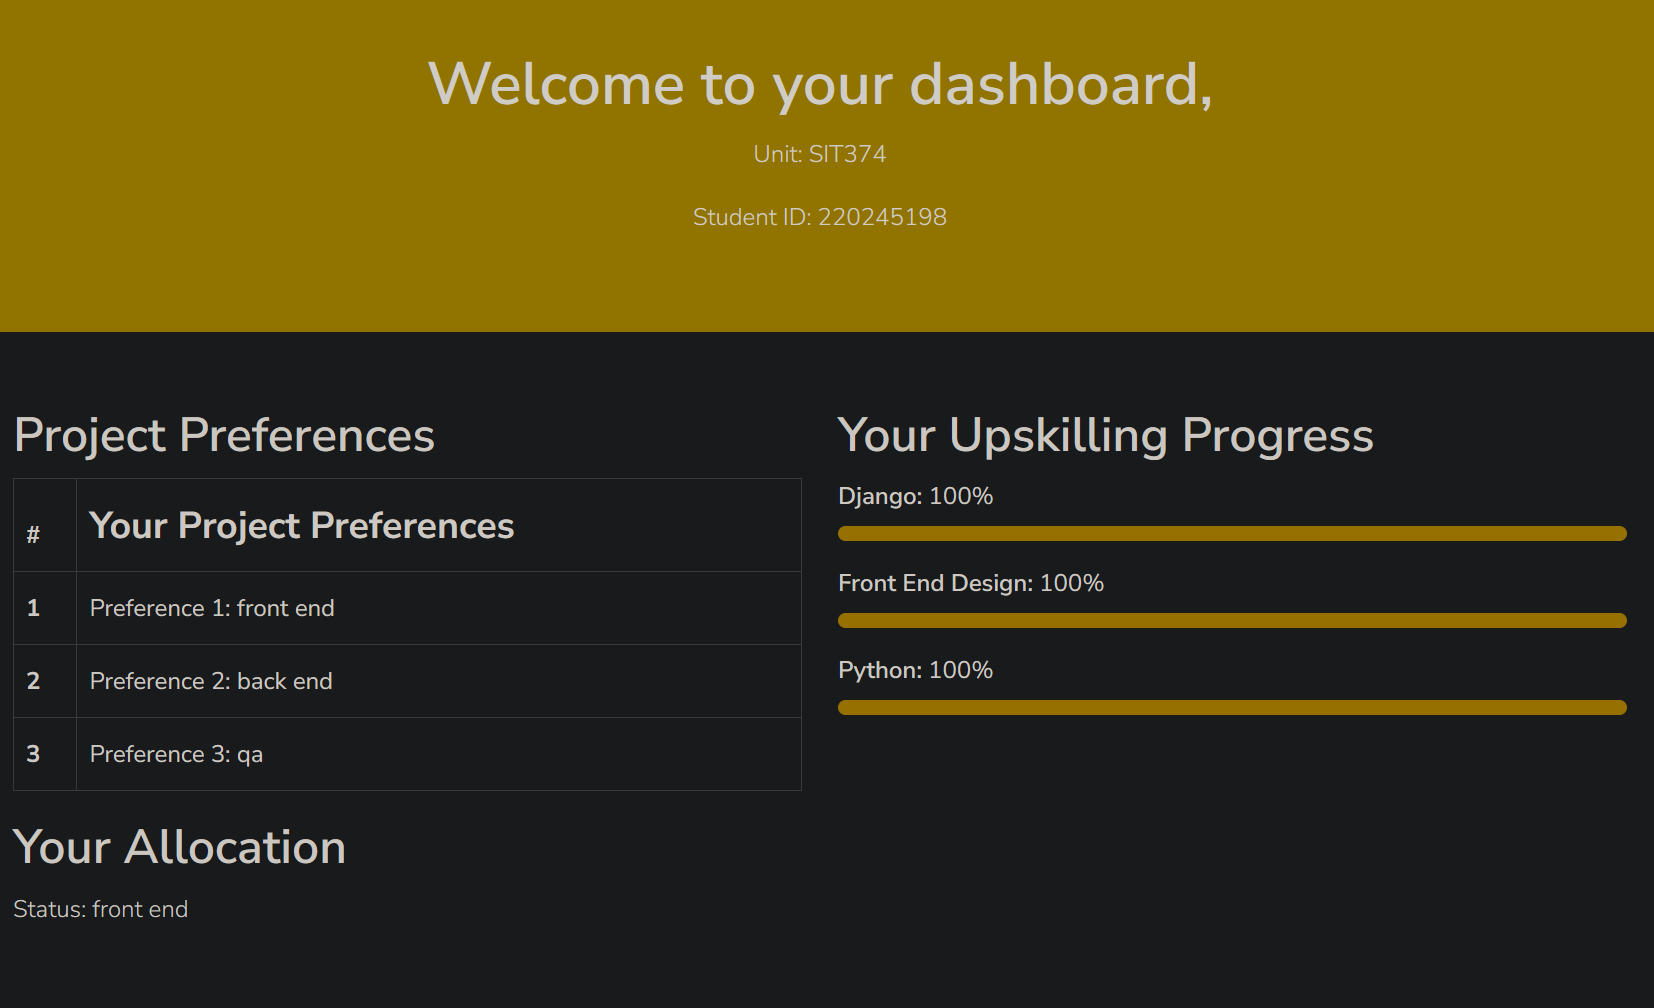 Welcome to your dashboard,
Unit: SIT374
Student ID: 220245198
Project Preferences
# Your Project Preferences
1 Preference 1: front end
2 Preference 2: back end
3 Preference 3: qa
Your Allocation
Status: front end
Your Upskilling Progress
Django: 100%
Front End Design: 100%
Python: 100%